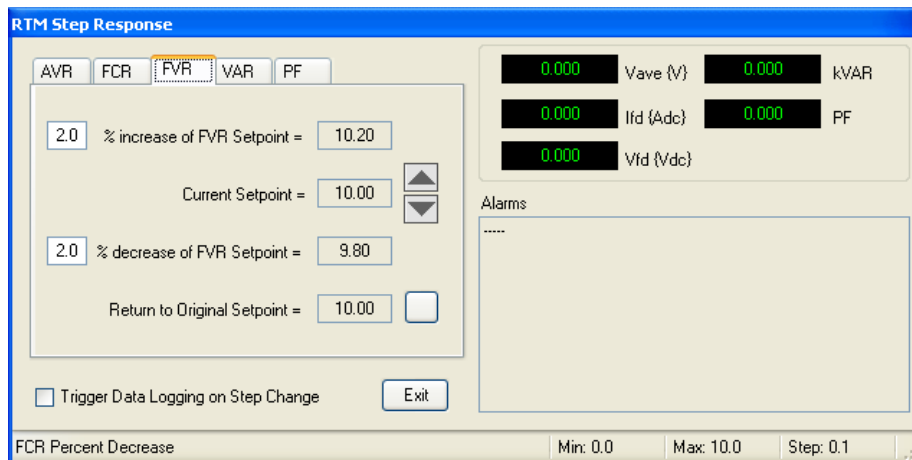 RTM Step Response
AVR FCR FVR VAR PF
2.0 % increase of FVR Setpoint = 10.20
Current Setpoint = 10.00
2.0 % decrease of FVR Setpoint = 9.80
Return to Original Setpoint = 10.00
Trigger Data Logging on Step Change Exit
0.000 Vave {V} 0.000 kVAR
0.000 Ifd {Adc} 0.000 PF
0.000 Vfd {Vdc}
Alarms
-----
FCR Percent Decrease Min: 0.0 Max: 10.0 Step: 0.1